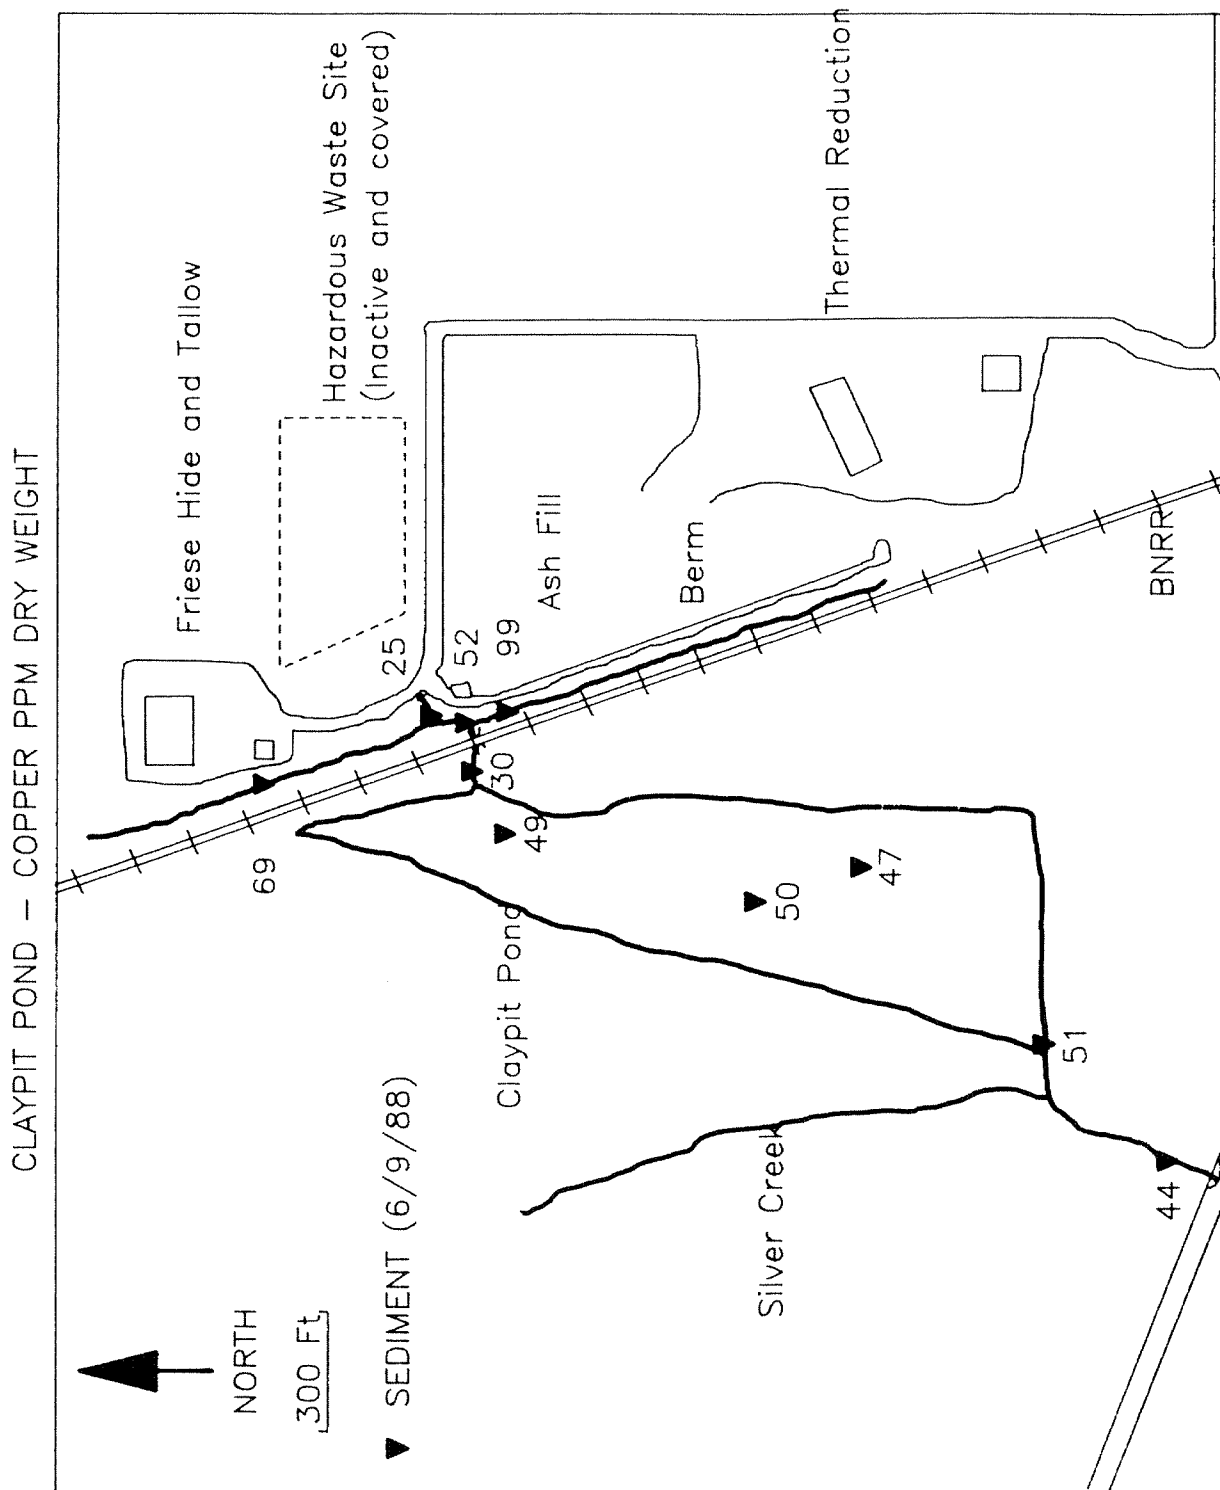 CLAYPIT POND - COPPER PPM DRY WEIGHT
Friese Hide and Tallow
Hazardous Waste Site
(Inactive and covered)
Thermal Reduction
25
52
99
Ash Fill
Berm
BNRR
69
30
49
50
47
Claypit Pond
51
Silver Creek
44
NORTH
300 Ft
SEDIMENT (6/9/88)